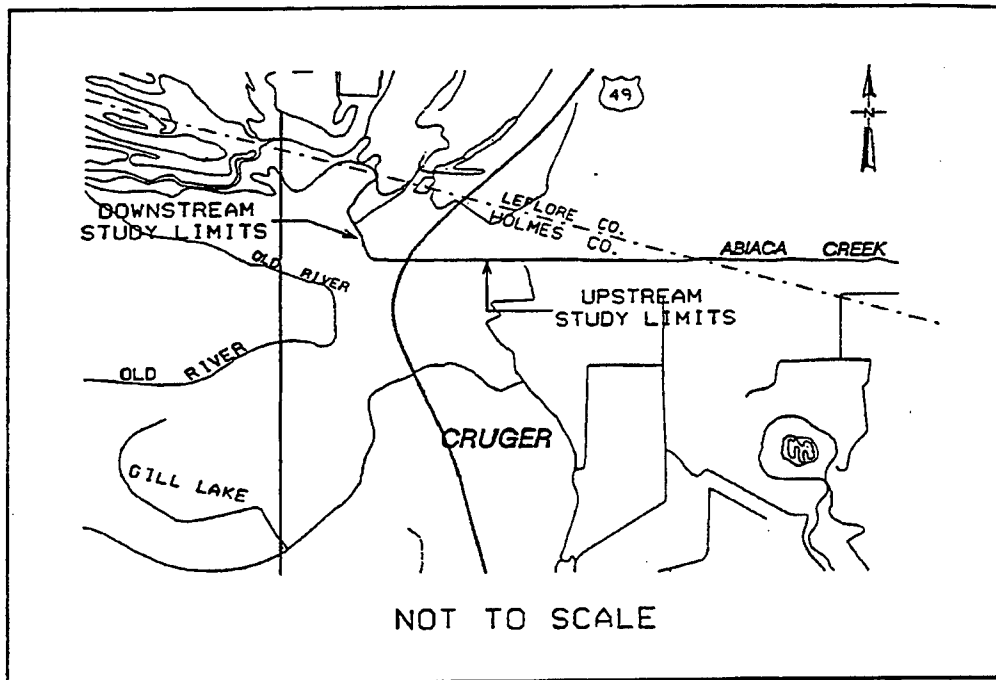 49
N
LEFLORE CO.
HOLMES CO.
DOWNSTREAM
STUDY LIMITS
ABIACA CREEK
OLD RIVER
UPSTREAM
STUDY LIMITS
OLD RIVER
CRUGER
GILL LAKE
NOT TO SCALE